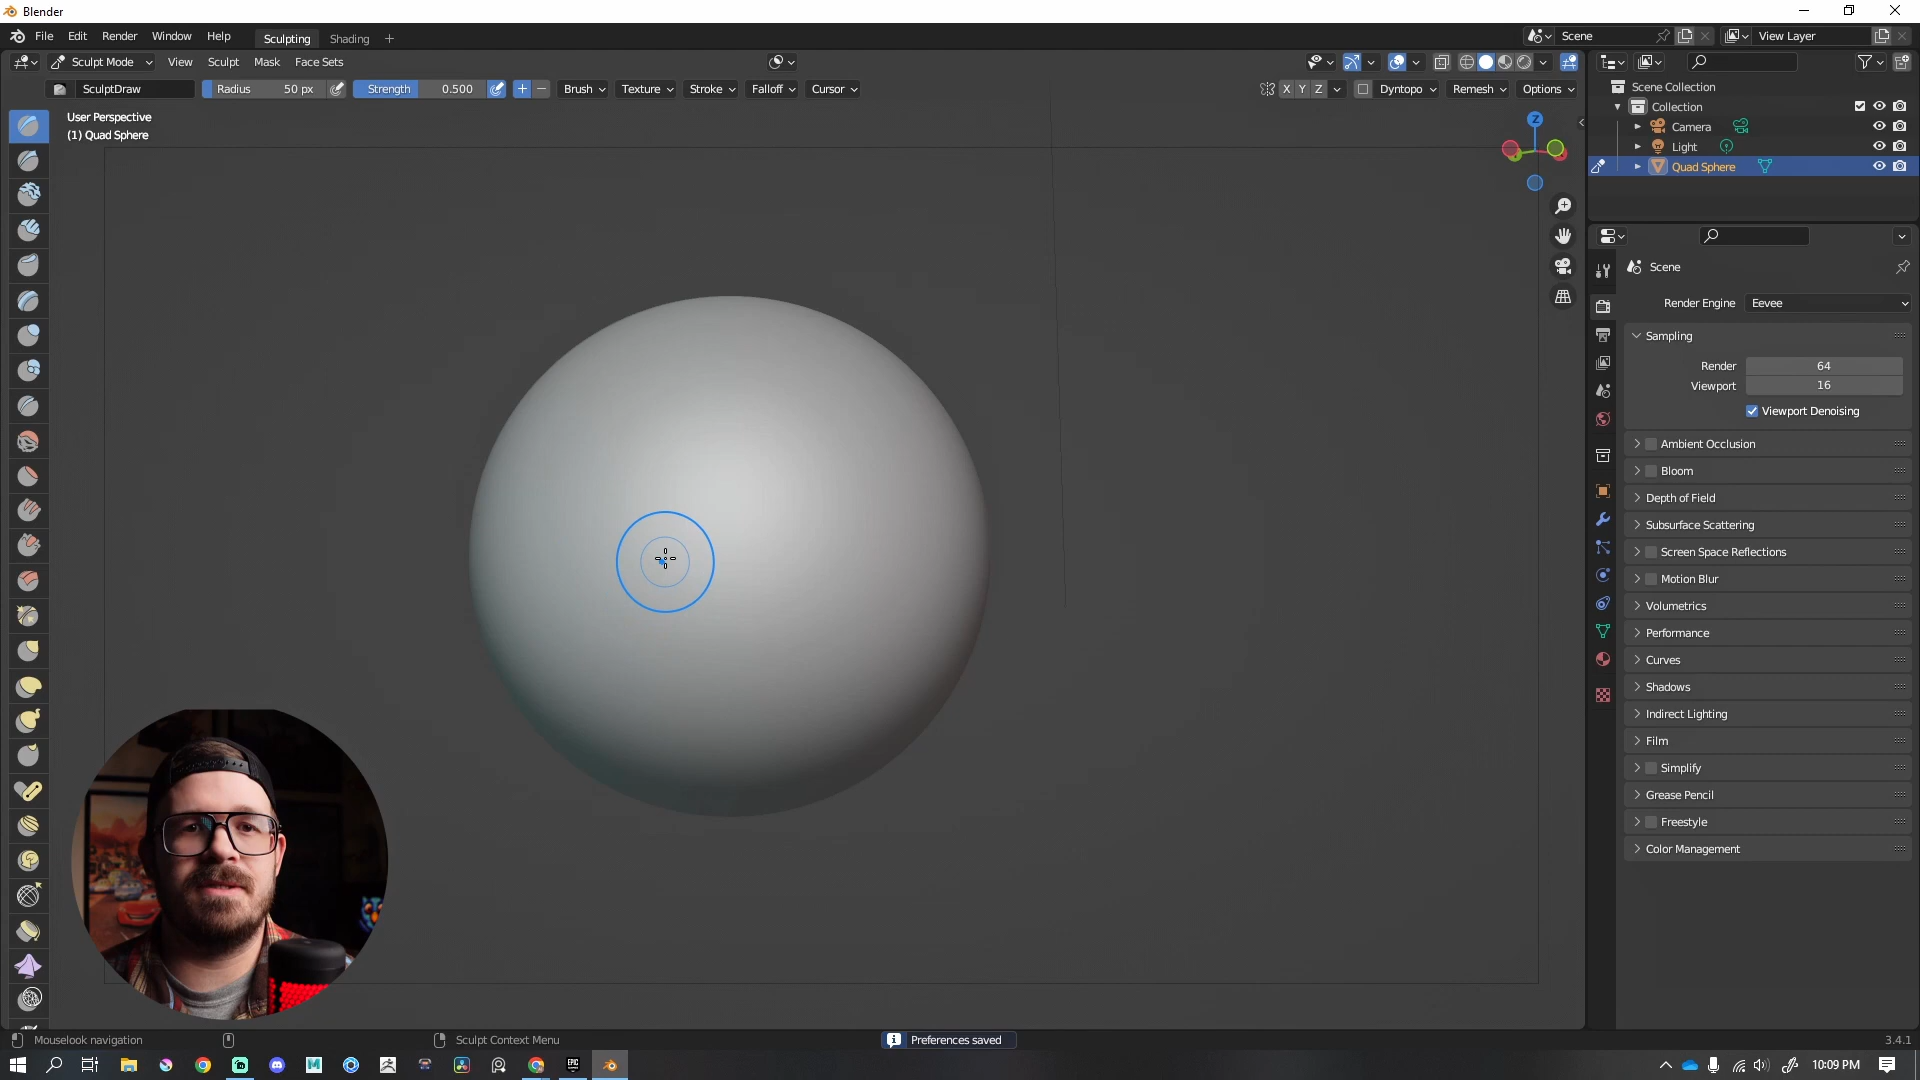 Blender
File Edit Render Window Help Sculpting Shading + Scene View Layer
Sculpt Mode View Sculpt Mask Face Sets
SculptDraw Radius 50 px Strength 0.500 Brush Texture Stroke Falloff Cursor X Y Z Dyntopo Remesh Options
User Perspective
(1) Quad Sphere
Z
Scene Collection
Collection
Camera
Light
Quad Sphere
Scene
Render Engine Eevee
Sampling
Render 64
Viewport 16
Viewport Denoising
Ambient Occlusion
Bloom
Depth of Field
Subsurface Scattering
Screen Space Reflections
Motion Blur
Volumetrics
Performance
Curves
Shadows
Indirect Lighting
Film
Simplify
Grease Pencil
Freestyle
Color Management
Mouselook navigation Sculpt Context Menu Preferences saved 3.4.1
10:09 PM